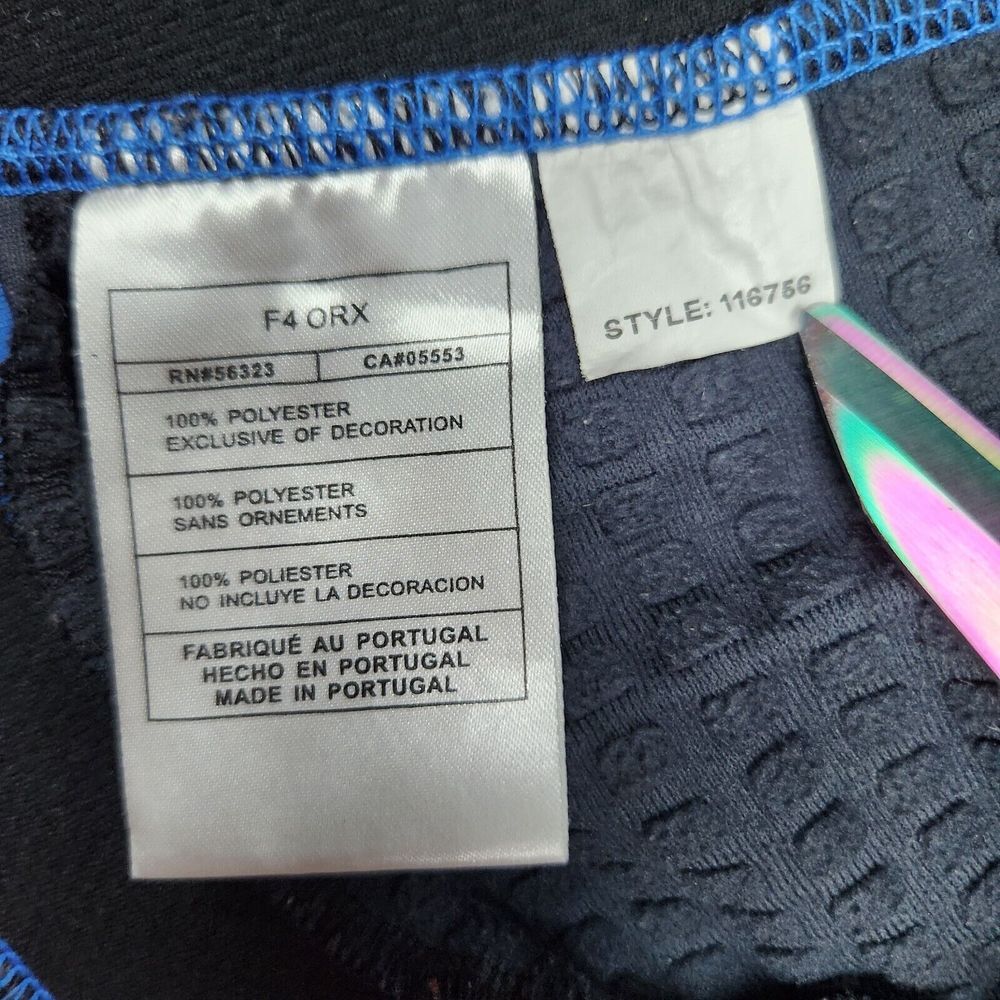 F4 ORX
RN#56323 CA#05553
100% POLYESTER
EXCLUSIVE OF DECORATION
100% POLYESTER
SANS ORNEMENTS
100% POLIESTER
NO INCLUYE LA DECORACION
FABRIQUÉ AU PORTUGAL
HECHO EN PORTUGAL
MADE IN PORTUGAL
STYLE: 116756